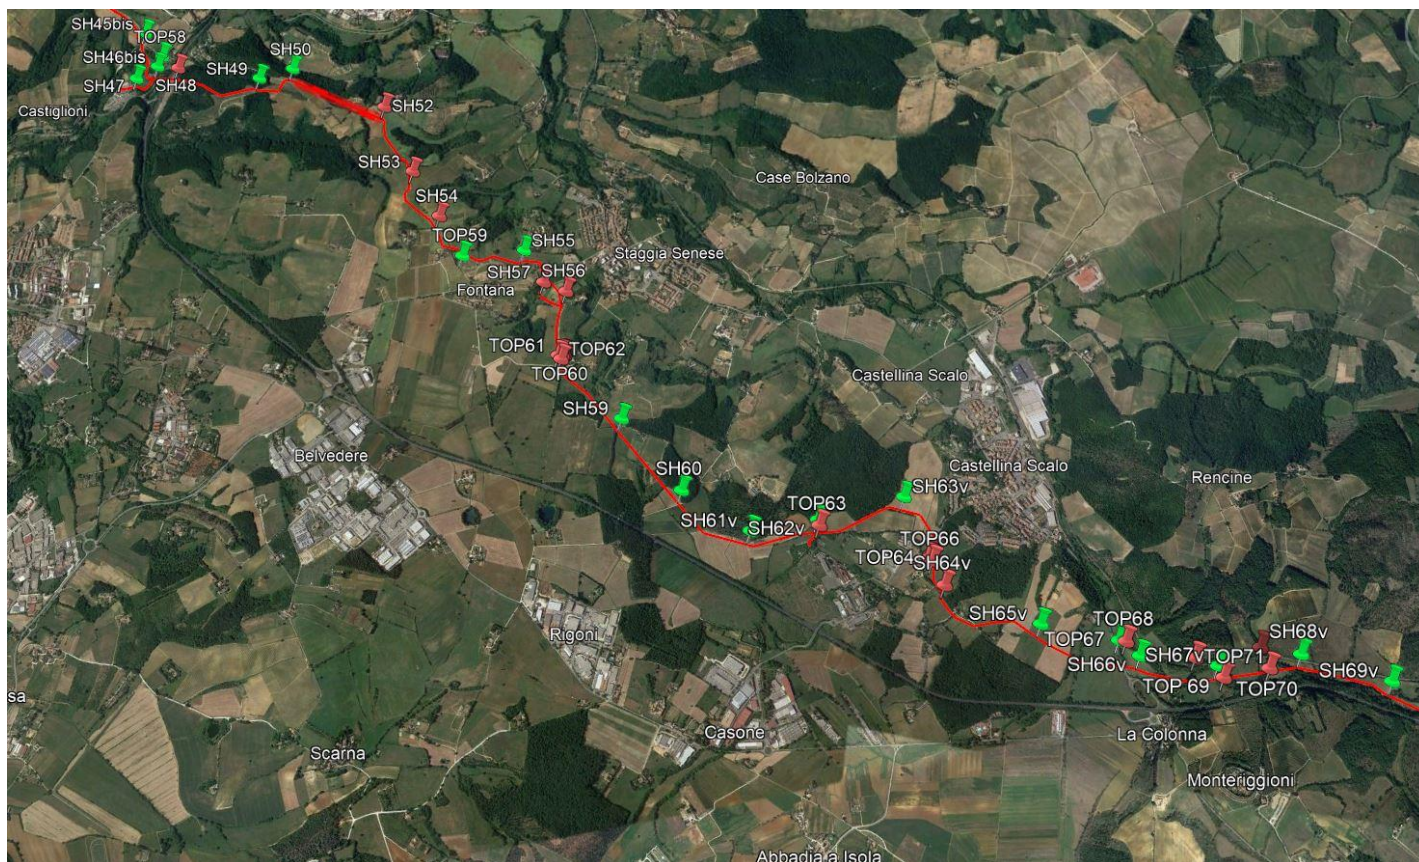 SH45bis
TOP58
SH46bis
SH47
SH48
SH49
SH50
Castiglioni
SH52
SH53
Case Bolzano
SH54
TOP59
SH55
Staggia Senese
SH57
SH56
Fontana
TOP61
TOP62
TOP60
Castellina Scalo
SH59
Belvedere
Castellina Scalo
SH60
Rencine
SH63v
TOP63
SH61v
SH62v
TOP66
TOP64
SH64v
SH65v
TOP68
TOP67
SH68v
Rigoni
SH67v
TOP71
SH66v
SH69v
TOP 69
TOP70
sa
Casone
La Colonna
Scarna
Monteriggioni
Abbadia a Isola